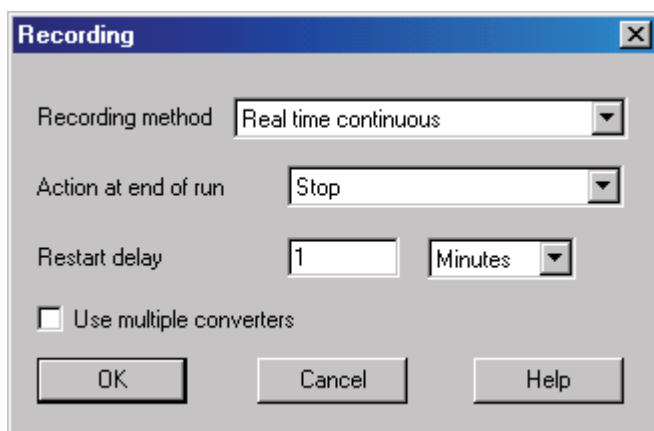 Recording
Recording method Real time continuous
Action at end of run Stop
Restart delay 1 Minutes
Use multiple converters
OK Cancel Help